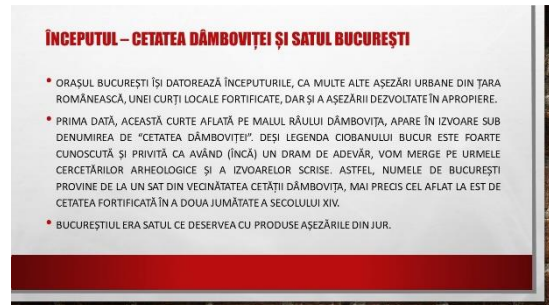 ÎNCEPUTUL – CETATEA DÂMBOVIȚEI ȘI SATUL BUCUREȘTI
• ORAȘUL BUCUREȘTI ÎȘI DATOREAZĂ ÎNCEPUTURILE, CA MULTE ALTE AȘEZĂRI URBANE DIN ȚARA
ROMÂNEASCĂ, UNEI CURȚI LOCALE FORTIFICATE, DAR ȘI A AȘEZĂRII DEZVOLTATE ÎN APROPIERE.
• PRIMA DATĂ, ACEASTĂ CURTE AFLATĂ PE MALUL RÂULUI DÂMBOVIȚA, APARE ÎN IZVOARE SUB
DENUMIREA DE “CETATEA DÂMBOVIȚEI”. DEȘI LEGENDA CIOBANULUI BUCUR ESTE FOARTE
CUNOSCUTĂ ȘI PRIVITĂ CA AVÂND (ÎNCĂ) UN DRAM DE ADEVĂR, VOM MERGE PE URMELE
CERCETĂRILOR ARHEOLOGICE ȘI A IZVOARELOR SCRISE. ASTFEL, NUMELE DE BUCUREȘTI
PROVINE DE LA UN SAT DIN VECINĂTATEA CETĂȚII DÂMBOVIȚA, MAI PRECIS CEL AFLAT LA EST DE
CETATEA FORTIFICATĂ ÎN A DOUA JUMĂTATE A SECOLULUI XIV.
• BUCUREȘTIUL ERA SATUL CE DESERVEA CU PRODUSE AȘEZĂRILE DIN JUR.